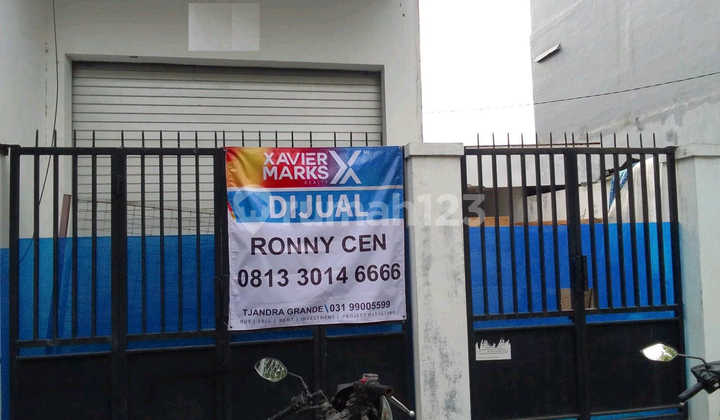 XAVIER
MARKS
REALTY
DIJUAL
rumah123
RONNY CEN
0813 3014 6666
TJANDRA GRANDE\031 99005599
BUY | SELL | RENT | INVESTMENT | PROJECT MARKETING